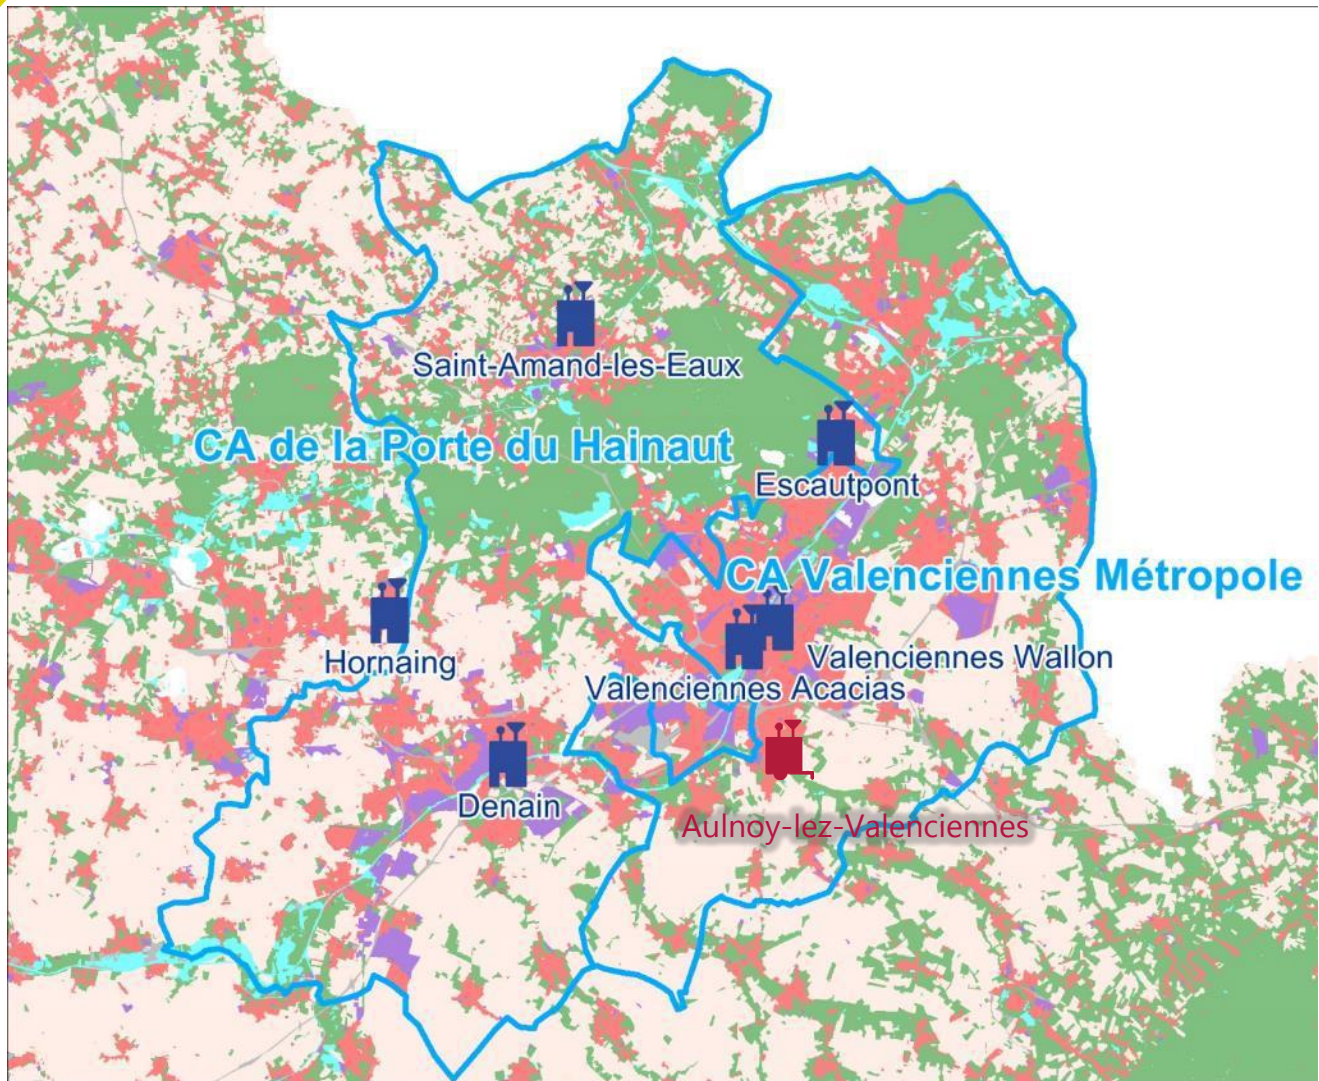 Saint-Amand-les-Eaux
CA de la Porte du Hainaut
Escautpont
CA Valenciennes Métropole
Hornaing
Valenciennes Wallon
Valenciennes Acacias
Denain
Aulnoy-lez-Valenciennes